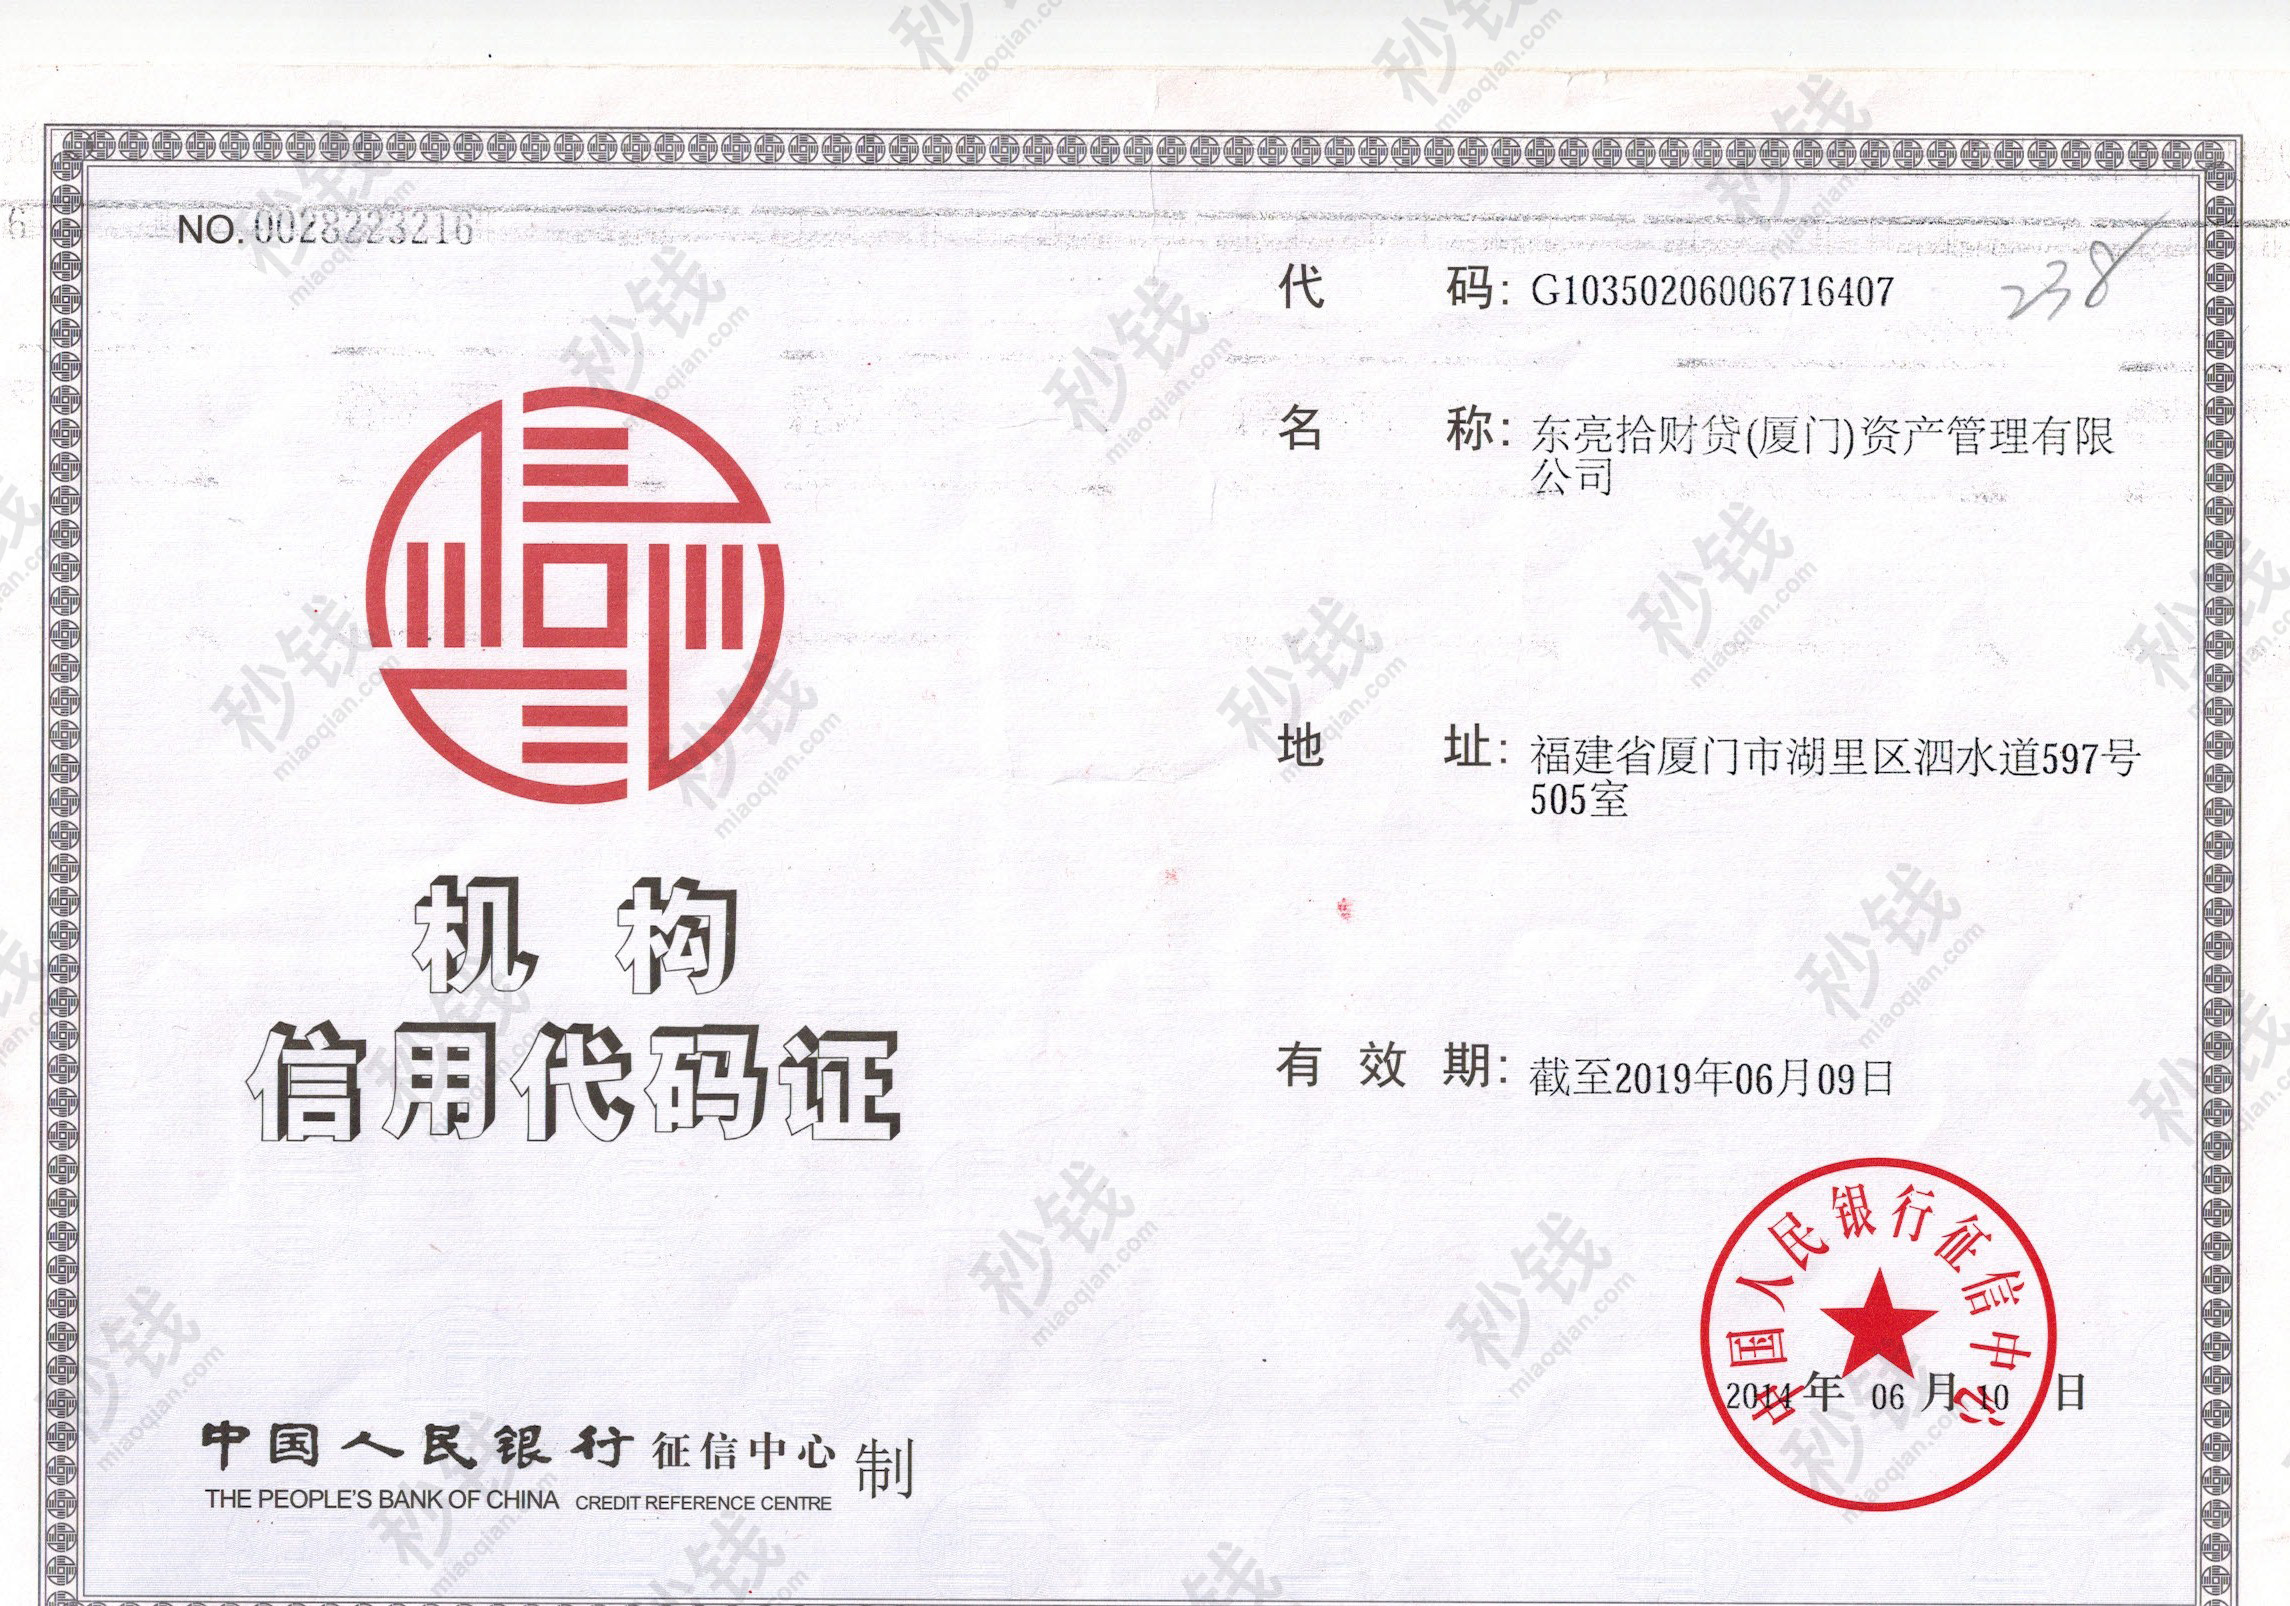 NO. 0028223216
机 构
信用代码证
中国人民银行 征信中心 制
THE PEOPLE'S BANK OF CHINA CREDIT REFERENCE CENTRE
代 码: G10350206006716407
238
名 称: 东亮拾财贷(厦门)资产管理有限
公司
地 址: 福建省厦门市湖里区泗水道597号
505室
有 效 期: 截至2019年06月09日
中国人民银行征信中心
2014 年 06 月 10 日
秒钱
miaoqian.com